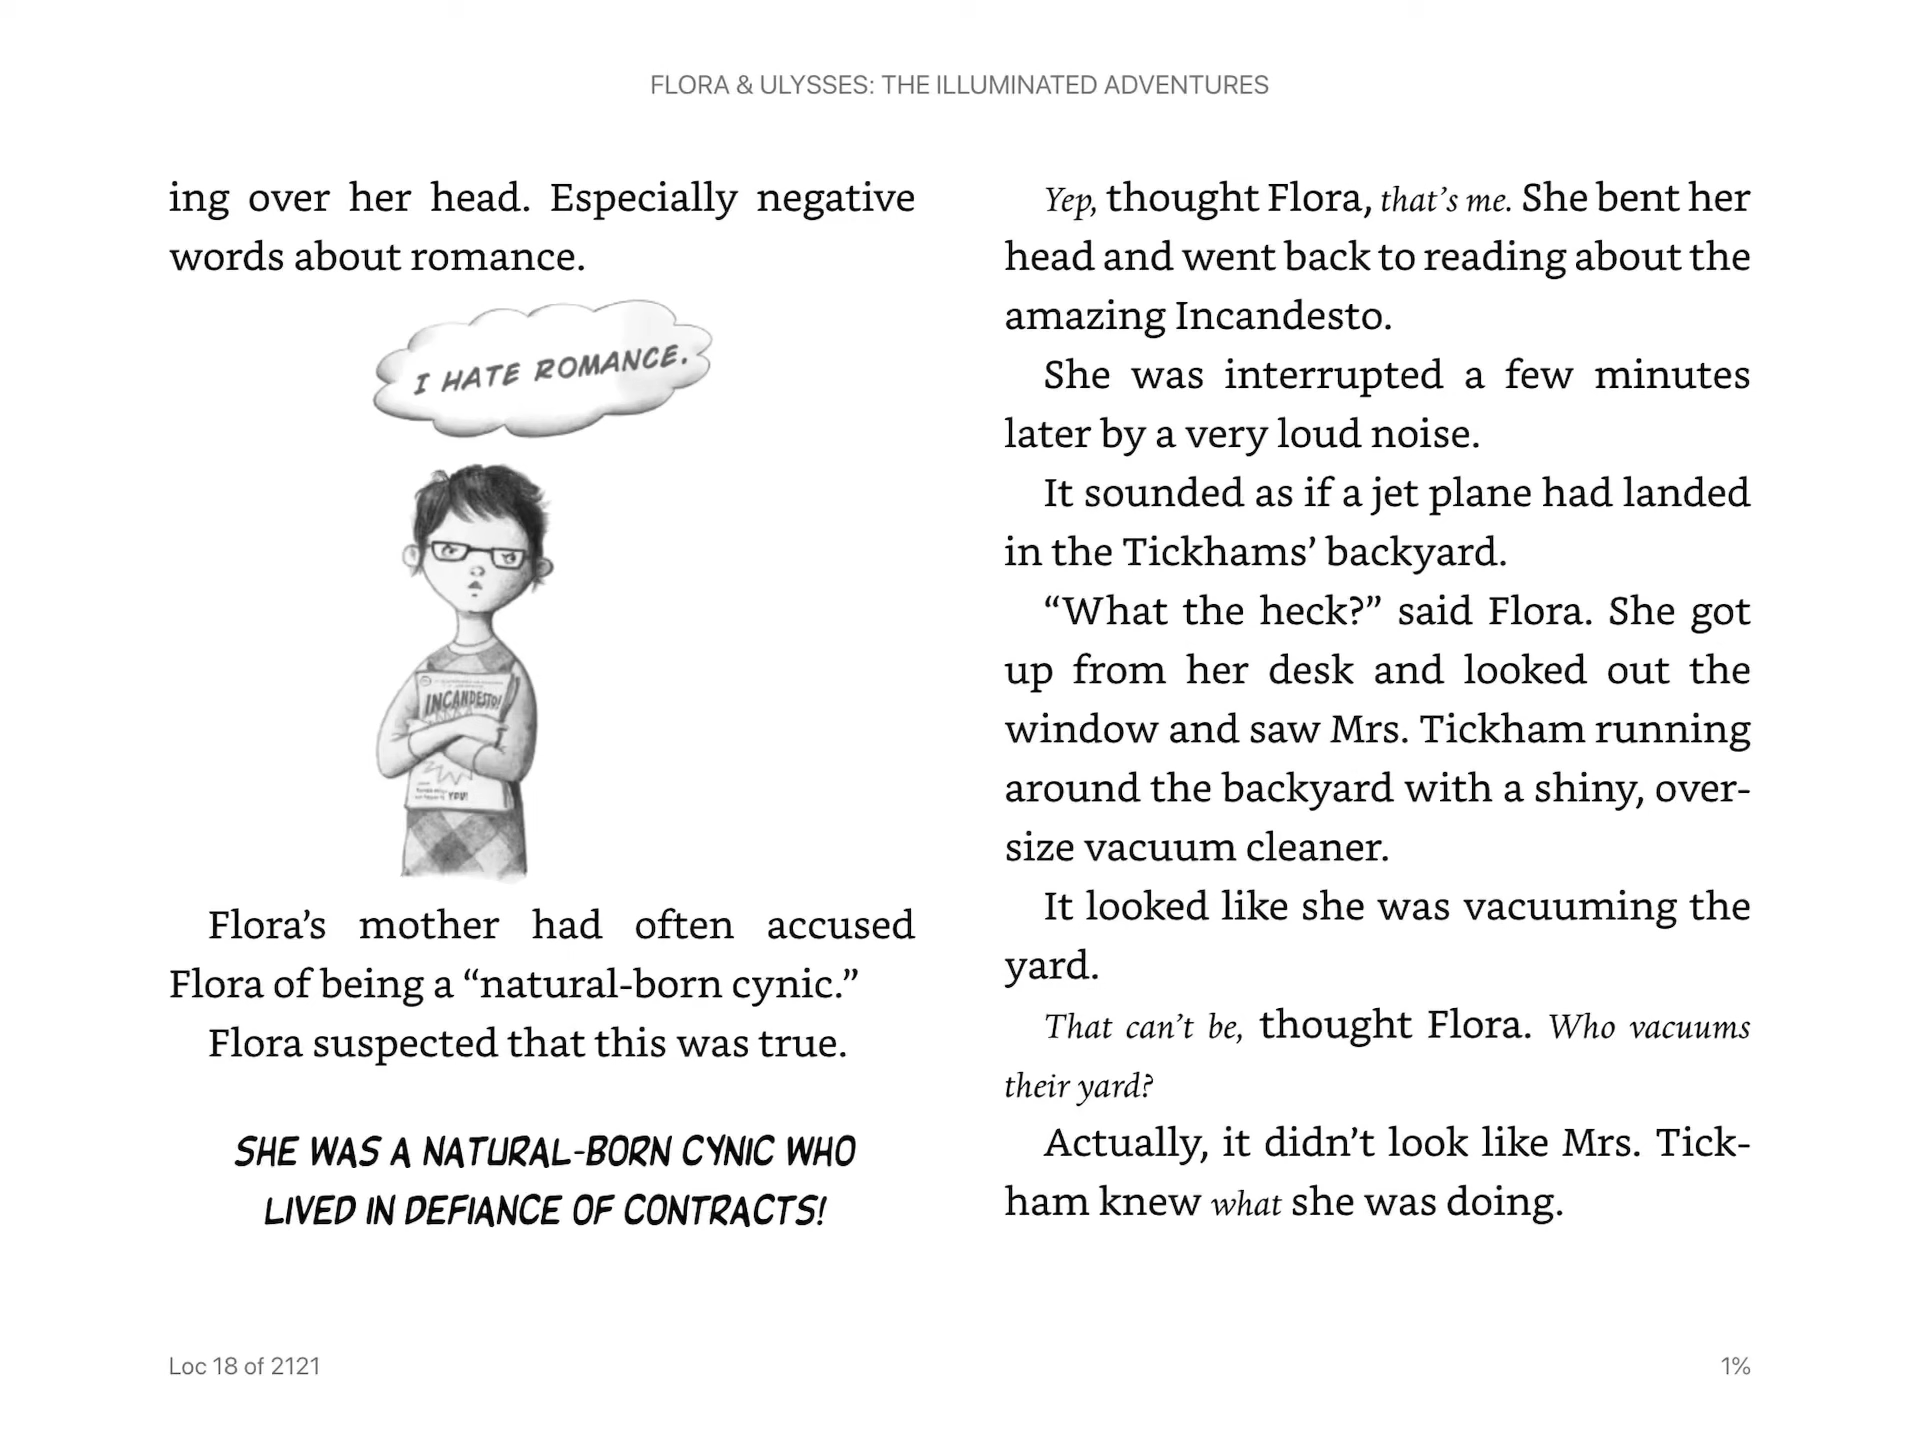 FLORA & ULYSSES: THE ILLUMINATED ADVENTURES
ing over her head. Especially negative
words about romance.
I HATE ROMANCE.
INCANDESTO!
YOU!
Flora’s mother had often accused
Flora of being a “natural-born cynic.”
Flora suspected that this was true.
SHE WAS A NATURAL-BORN CYNIC WHO
LIVED IN DEFIANCE OF CONTRACTS!
Yep, thought Flora, that’s me. She bent her
head and went back to reading about the
amazing Incandesto.
She was interrupted a few minutes
later by a very loud noise.
It sounded as if a jet plane had landed
in the Tickhams’ backyard.
“What the heck?” said Flora. She got
up from her desk and looked out the
window and saw Mrs. Tickham running
around the backyard with a shiny, over-
size vacuum cleaner.
It looked like she was vacuuming the
yard.
That can’t be, thought Flora. Who vacuums
their yard?
Actually, it didn’t look like Mrs. Tick-
ham knew what she was doing.
Loc 18 of 2121
1%